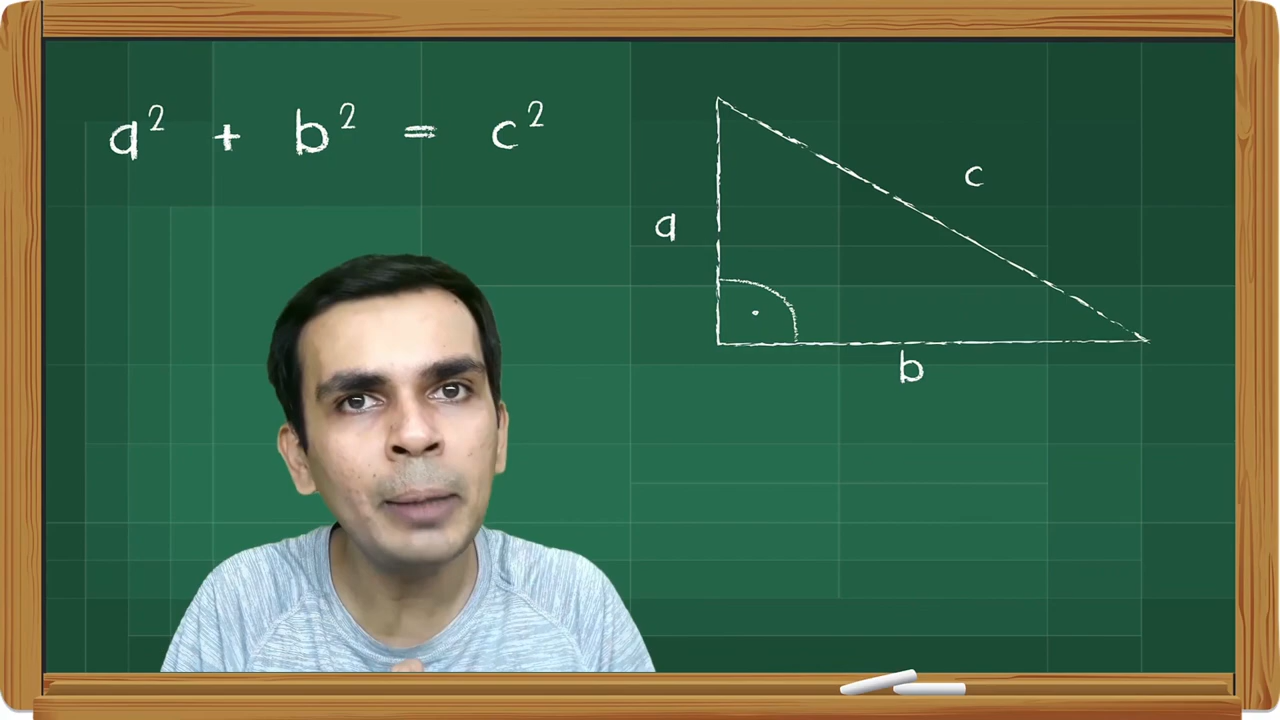 a² + b² = c²
c
a
b